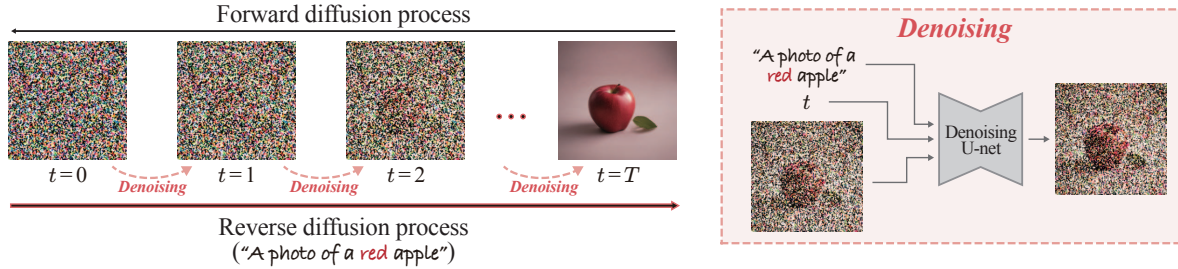 Forward diffusion process
t=0
Denoising
t=1
Denoising
t=2
...
Denoising
t=T
Reverse diffusion process
(“A photo of a red apple”)
Denoising
“A photo of a
red apple”
t
Denoising
U-net